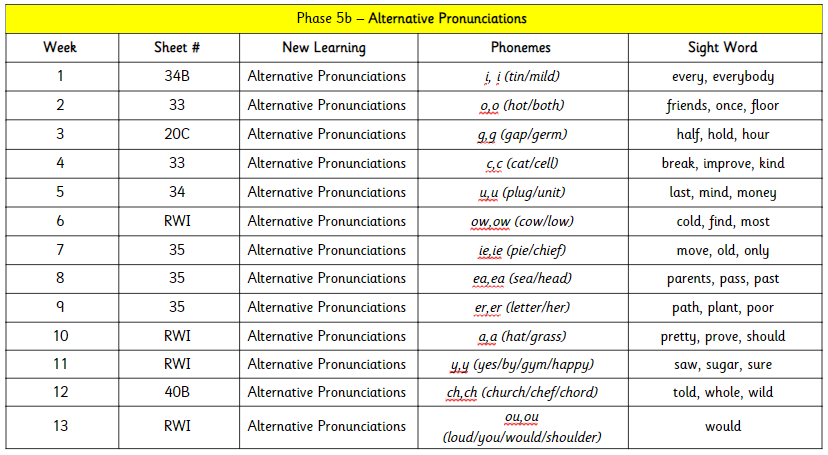 Phase 5b – Alternative Pronunciations
Week Sheet # New Learning Phonemes Sight Word
1 34B Alternative Pronunciations i, i (tin/mild) every, everybody
2 33 Alternative Pronunciations o,o (hot/both) friends, once, floor
3 20C Alternative Pronunciations g,g (gap/germ) half, hold, hour
4 33 Alternative Pronunciations c,c (cat/cell) break, improve, kind
5 34 Alternative Pronunciations u,u (plug/unit) last, mind, money
6 RWI Alternative Pronunciations ow,ow (cow/low) cold, find, most
7 35 Alternative Pronunciations ie,ie (pie/chief) move, old, only
8 35 Alternative Pronunciations ea,ea (sea/head) parents, pass, past
9 35 Alternative Pronunciations er,er (letter/her) path, plant, poor
10 RWI Alternative Pronunciations a,a (hat/grass) pretty, prove, should
11 RWI Alternative Pronunciations y,y (yes/by/gym/happy) saw, sugar, sure
12 40B Alternative Pronunciations ch,ch (church/chef/chord) told, whole, wild
13 RWI Alternative Pronunciations ou,ou (loud/you/would/shoulder) would